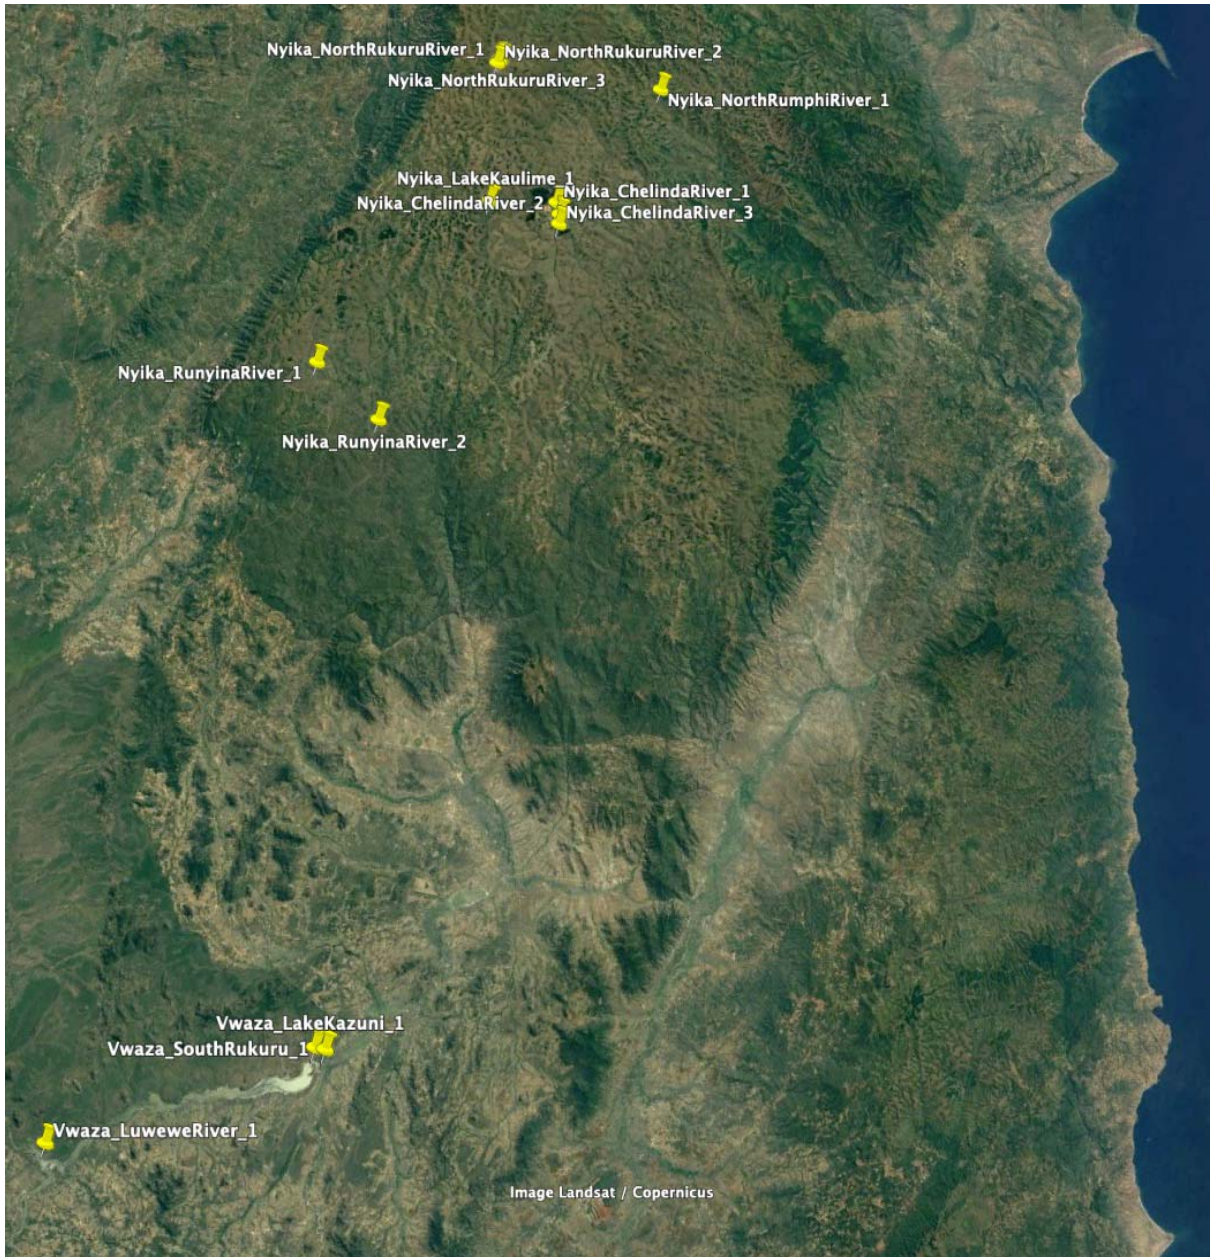 Nyika_NorthRukuruRiver_1
Nyika_NorthRukuruRiver_2
Nyika_NorthRukuruRiver_3
Nyika_NorthRumphiRiver_1
Nyika_LakeKaulime_1
Nyika_ChelindaRiver_1
Nyika_ChelindaRiver_2
Nyika_ChelindaRiver_3
Nyika_RunyinaRiver_1
Nyika_RunyinaRiver_2
Vwaza_LakeKazuni_1
Vwaza_SouthRukuru_1
Vwaza_LuweweRiver_1
Image Landsat / Copernicus